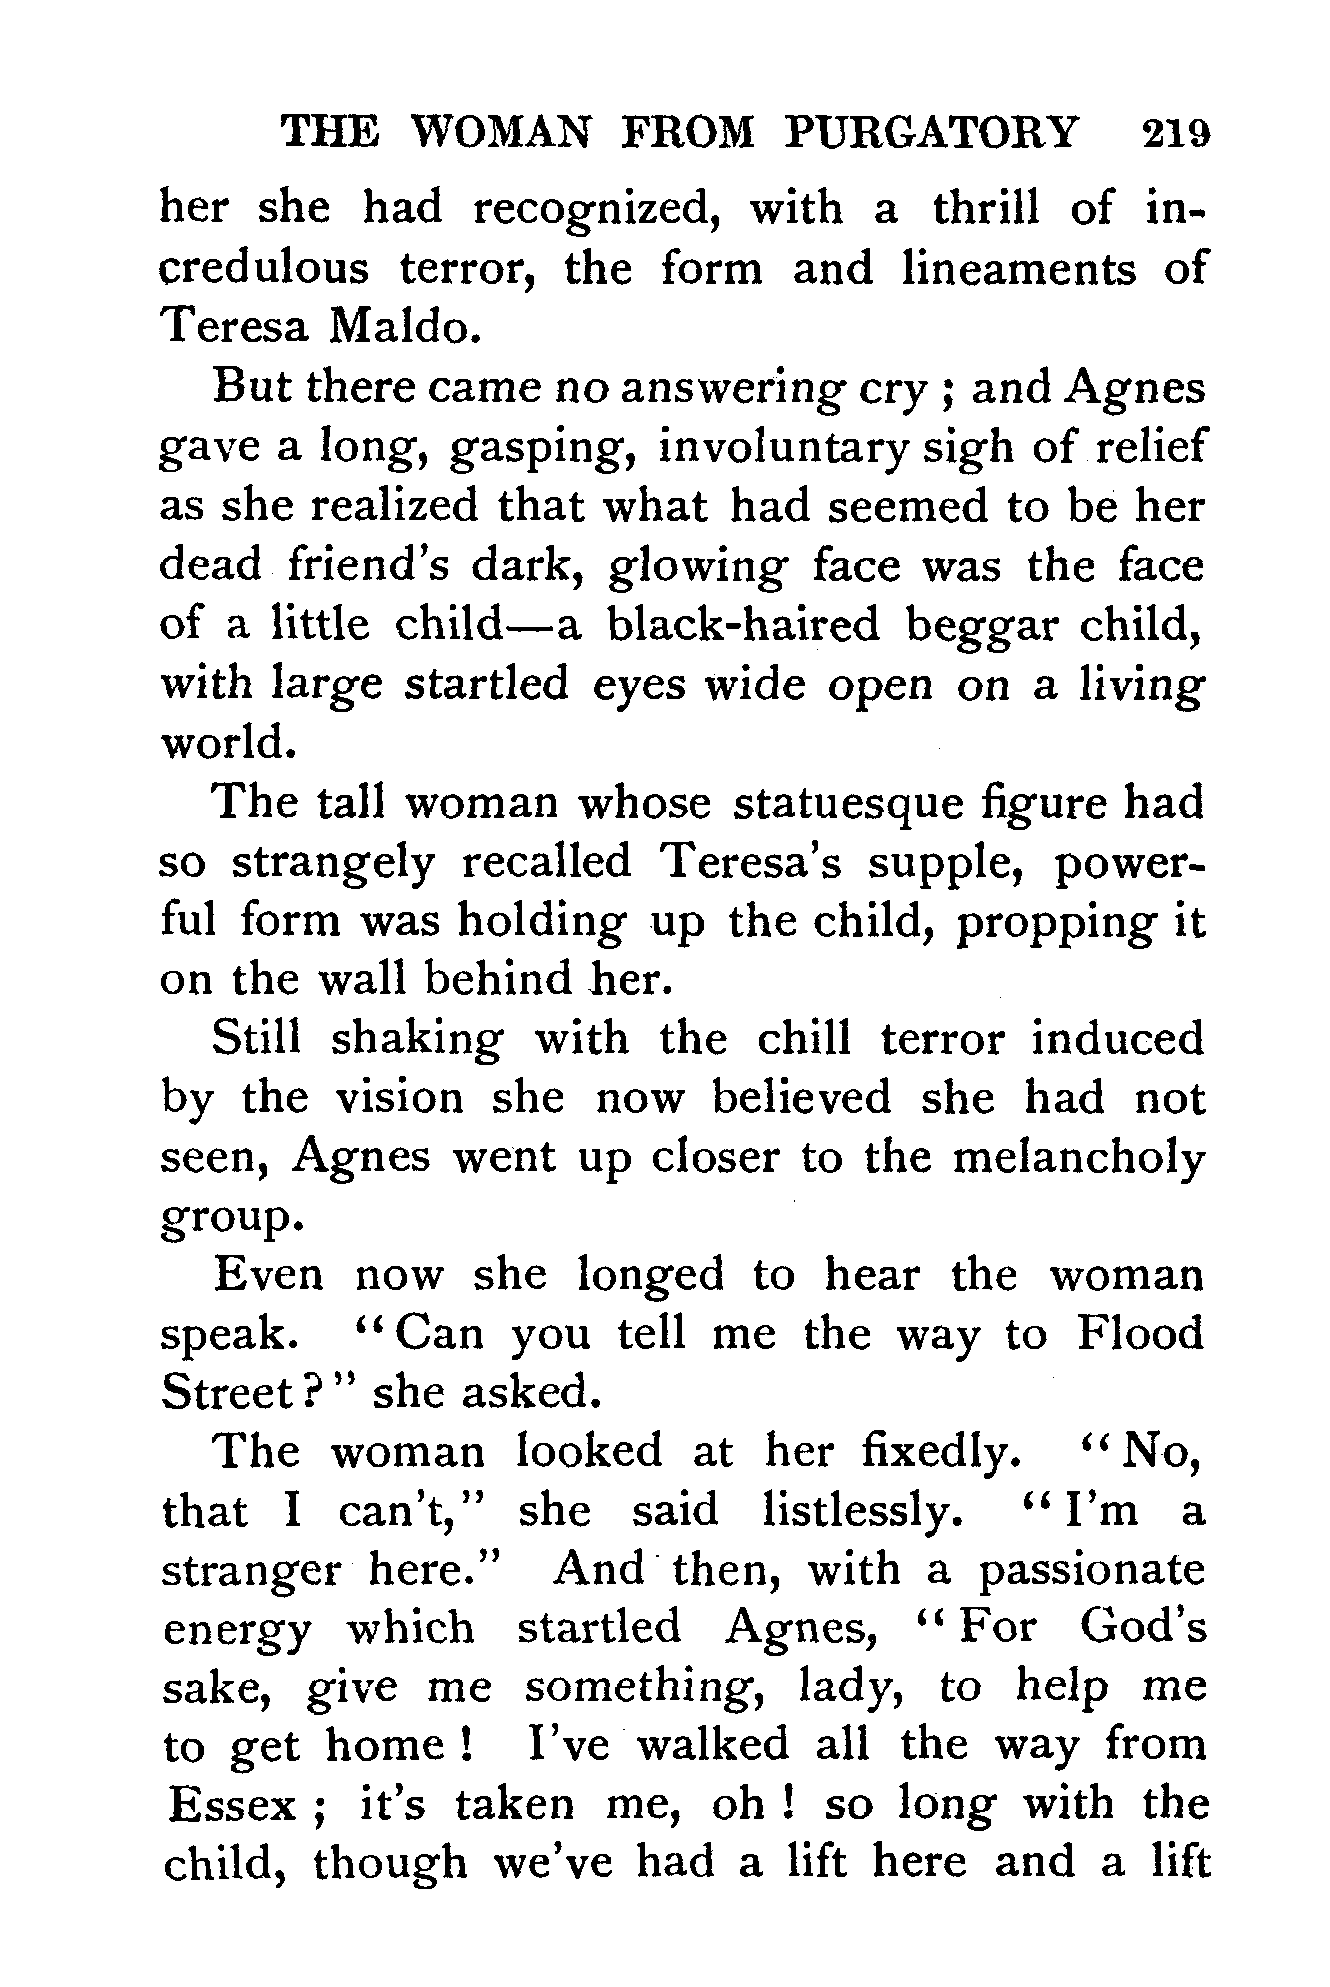 THE WOMAN FROM PURGATORY 219
her she had recognized, with a thrill of in-
credulous terror, the form and lineaments of
Teresa Maldo.
But there came no answering cry ; and Agnes
gave a long, gasping, involuntary sigh of relief
as she realized that what had seemed to be her
dead friend's dark, glowing face was the face
of a little child—a black-haired beggar child,
with large startled eyes wide open on a living
world.
The tall woman whose statuesque figure had
so strangely recalled Teresa's supple, power-
ful form was holding up the child, propping it
on the wall behind her.
Still shaking with the chill terror induced
by the vision she now believed she had not
seen, Agnes went up closer to the melancholy
group.
Even now she longed to hear the woman
speak. “ Can you tell me the way to Flood
Street ? ” she asked.
The woman looked at her fixedly. “ No,
that I can't,” she said listlessly. “ I'm a
stranger here.” And then, with a passionate
energy which startled Agnes, “ For God's
sake, give me something, lady, to help me
to get home ! I've walked all the way from
Essex ; it's taken me, oh ! so long with the
child, though we've had a lift here and a lift